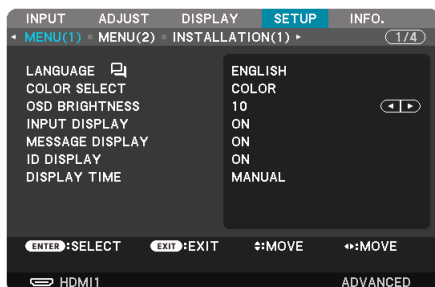 INPUT ADJUST DISPLAY SETUP INFO.
MENU(1) MENU(2) INSTALLATION(1) 1/4
LANGUAGE ENGLISH
COLOR SELECT COLOR
OSD BRIGHTNESS 10
INPUT DISPLAY ON
MESSAGE DISPLAY ON
ID DISPLAY ON
DISPLAY TIME MANUAL
ENTER:SELECT EXIT:EXIT :MOVE :MOVE
HDMI1 ADVANCED